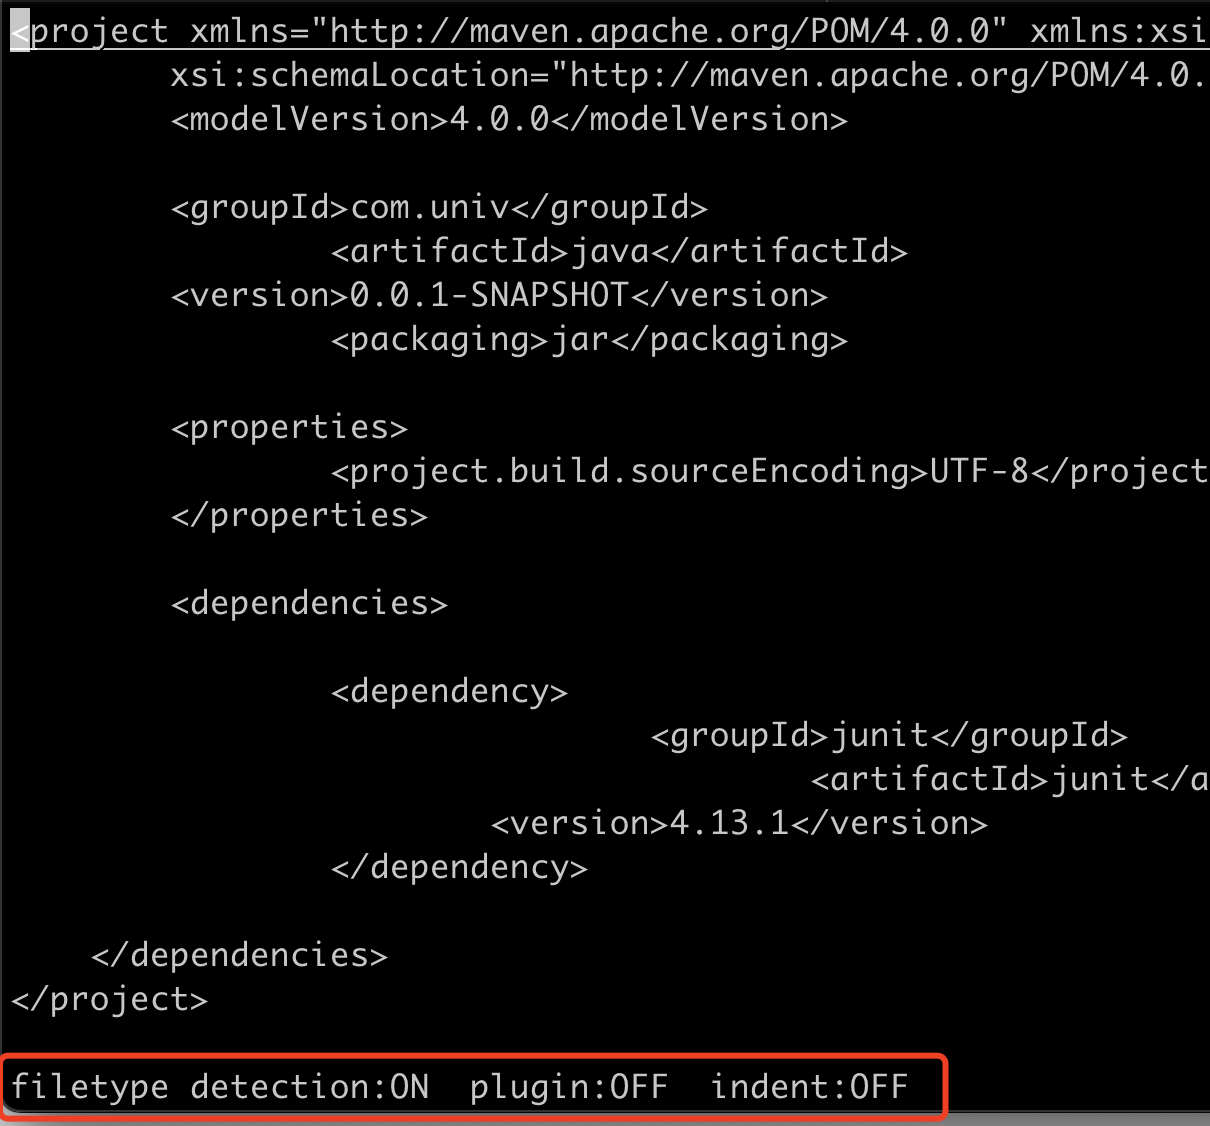 <project xmlns="http://maven.apache.org/POM/4.0.0" xmlns:xsi
xsi:schemaLocation="http://maven.apache.org/POM/4.0.
<modelVersion>4.0.0</modelVersion>
<groupId>com.univ</groupId>
<artifactId>java</artifactId>
<version>0.0.1-SNAPSHOT</version>
<packaging>jar</packaging>
<properties>
<project.build.sourceEncoding>UTF-8</project
</properties>
<dependencies>
<dependency>
<groupId>junit</groupId>
<artifactId>junit</a
<version>4.13.1</version>
</dependency>
</dependencies>
</project>
filetype detection:ON  plugin:OFF  indent:OFF